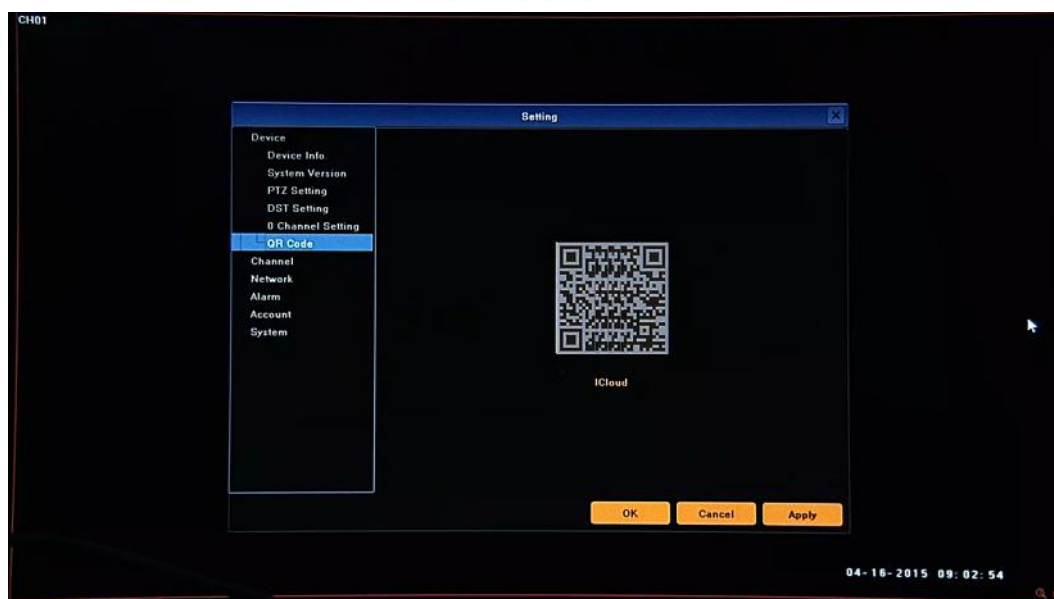 CH01
Setting
Device
Device Info
System Version
PTZ Setting
DST Setting
0 Channel Setting
QR Code
Channel
Network
Alarm
Account
System
ICloud
OK Cancel Apply
04-16-2015 09:02:54